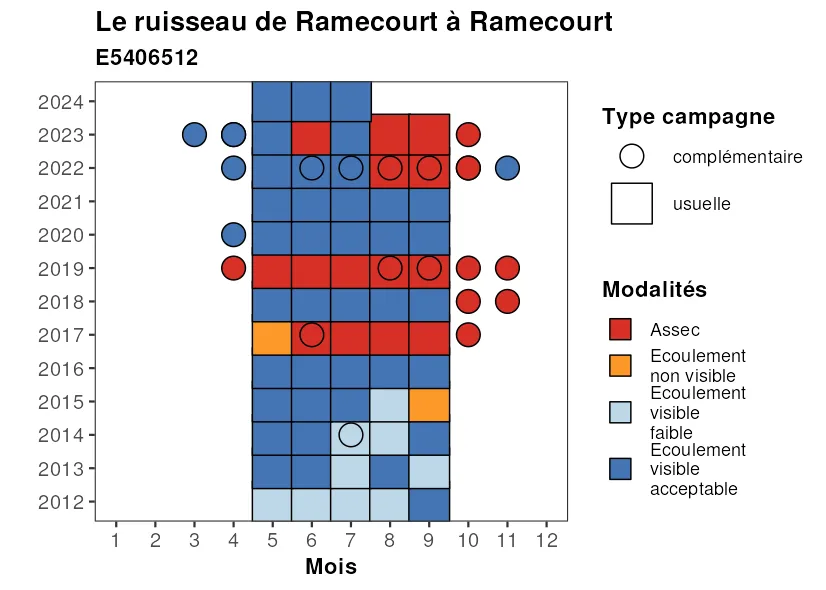 Le ruisseau de Ramecourt à Ramecourt
E5406512
2024
2023
2022
2021
2020
2019
2018
2017
2016
2015
2014
2013
2012
1 2 3 4 5 6 7 8 9 10 11 12
Mois
Type campagne
complémentaire
usuelle
Modalités
Assec
Ecoulement
non visible
Ecoulement
visible
faible
Ecoulement
visible
acceptable